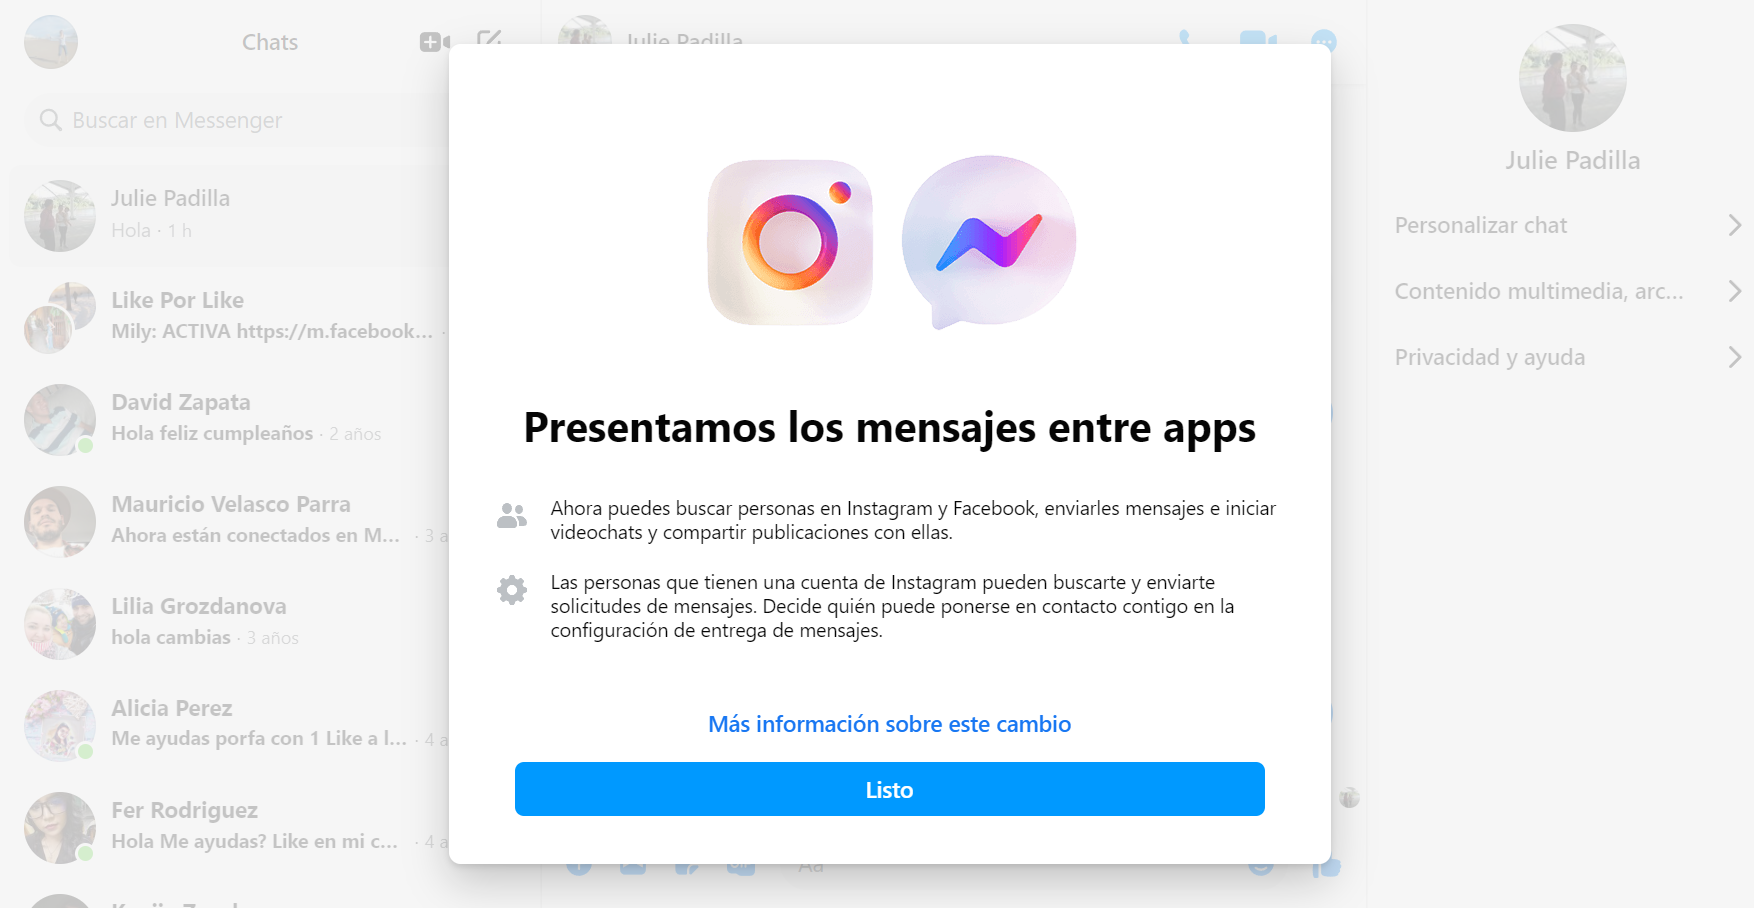 Chats
Buscar en Messenger
Julie Padilla
Hola · 1 h
Like Por Like
Mily: ACTIVA https://m.facebook... ·
David Zapata
Hola feliz cumpleaños · 2 años
Mauricio Velasco Parra
Ahora están conectados en M... · 3 a
Lilia Grozdanova
hola cambias · 3 años
Alicia Perez
Me ayudas porfa con 1 Like a l... · 4 a
Fer Rodriguez
Hola Me ayudas? Like en mi c... · 4 a
Julie Padilla
Presentamos los mensajes entre apps
Ahora puedes buscar personas en Instagram y Facebook, enviarles mensajes e iniciar
videochats y compartir publicaciones con ellas.
Las personas que tienen una cuenta de Instagram pueden buscarte y enviarte
solicitudes de mensajes. Decide quién puede ponerse en contacto contigo en la
configuración de entrega de mensajes.
Más información sobre este cambio
Listo
Aa
Julie Padilla
Personalizar chat
Contenido multimedia, arc...
Privacidad y ayuda